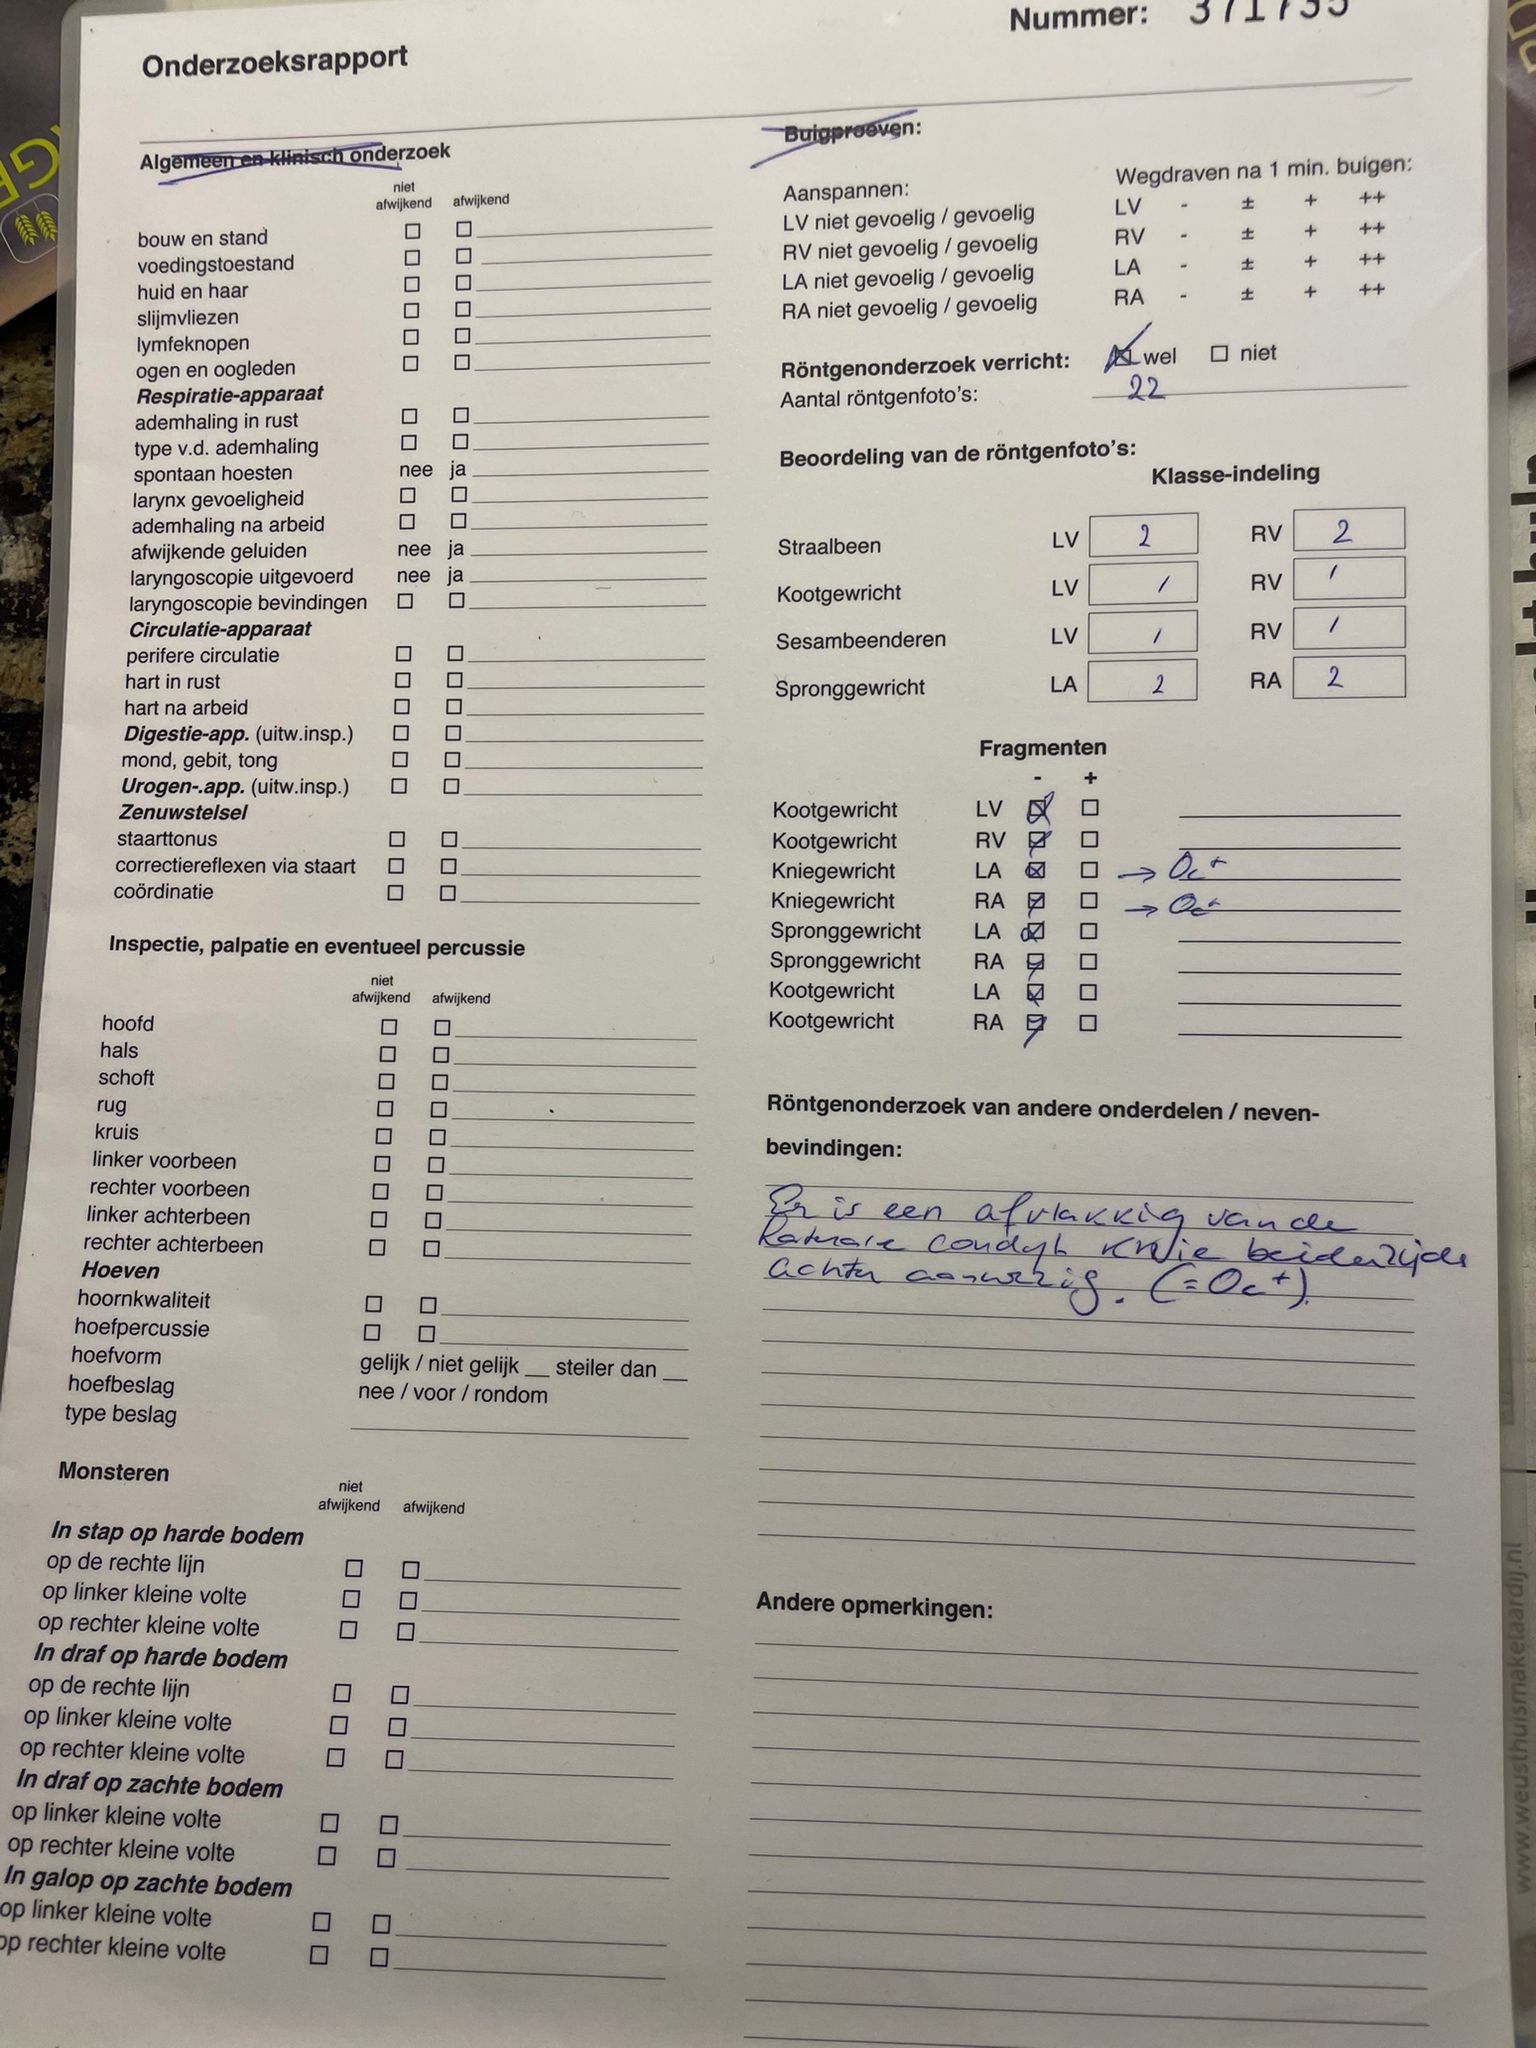 Nummer: 371735
Onderzoeksrapport
Algemeen en klinisch onderzoek
niet
afwijkend afwijkend
bouw en stand
voedingstoestand
huid en haar
slijmvliezen
lymfeknopen
ogen en oogleden
Respiratie-apparaat
ademhaling in rust
type v.d. ademhaling
spontaan hoesten nee ja
larynx gevoeligheid
ademhaling na arbeid
afwijkende geluiden nee ja
laryngoscopie uitgevoerd nee ja
laryngoscopie bevindingen
Circulatie-apparaat
perifere circulatie
hart in rust
hart na arbeid
Digestie-app. (uitw.insp.)
mond, gebit, tong
Urogen-.app. (uitw.insp.)
Zenuwstelsel
staarttonus
correctiereflexen via staart
coördinatie
Inspectie, palpatie en eventueel percussie
niet
afwijkend afwijkend
hoofd
hals
schoft
rug
kruis
linker voorbeen
rechter voorbeen
linker achterbeen
rechter achterbeen
Hoeven
hoornkwaliteit
hoefpercussie
hoefvorm gelijk / niet gelijk __ steiler dan __
hoefbeslag nee / voor / rondom
type beslag
Monsteren
niet
afwijkend afwijkend
In stap op harde bodem
op de rechte lijn
op linker kleine volte
op rechter kleine volte
In draf op harde bodem
op de rechte lijn
op linker kleine volte
op rechter kleine volte
In draf op zachte bodem
op linker kleine volte
op rechter kleine volte
In galop op zachte bodem
op linker kleine volte
op rechter kleine volte
Buigproeven:
Aanspannen: Wegdraven na 1 min. buigen:
LV niet gevoelig / gevoelig LV - ± + ++
RV niet gevoelig / gevoelig RV - ± + ++
LA niet gevoelig / gevoelig LA - ± + ++
RA niet gevoelig / gevoelig RA - ± + ++
Röntgenonderzoek verricht: wel niet
Aantal röntgenfoto's: 22
Beoordeling van de röntgenfoto's:
Klasse-indeling
Straalbeen LV 2 RV 2
Kootgewricht LV 1 RV 1
Sesambeenderen LV 1 RV 1
Spronggewricht LA 2 RA 2
Fragmenten
- +
Kootgewricht LV
Kootgewricht RV
Kniegewricht LA → Oc+
Kniegewricht RA → Oc+
Spronggewricht LA
Spronggewricht RA
Kootgewricht LA
Kootgewricht RA
Röntgenonderzoek van andere onderdelen / neven-
bevindingen:
Er is een afvlakkig van de
laterale condyl knie beiderzijds
achter aanwezig. (=Oc+).
Andere opmerkingen:
www.weusthuismakelaardij.nl